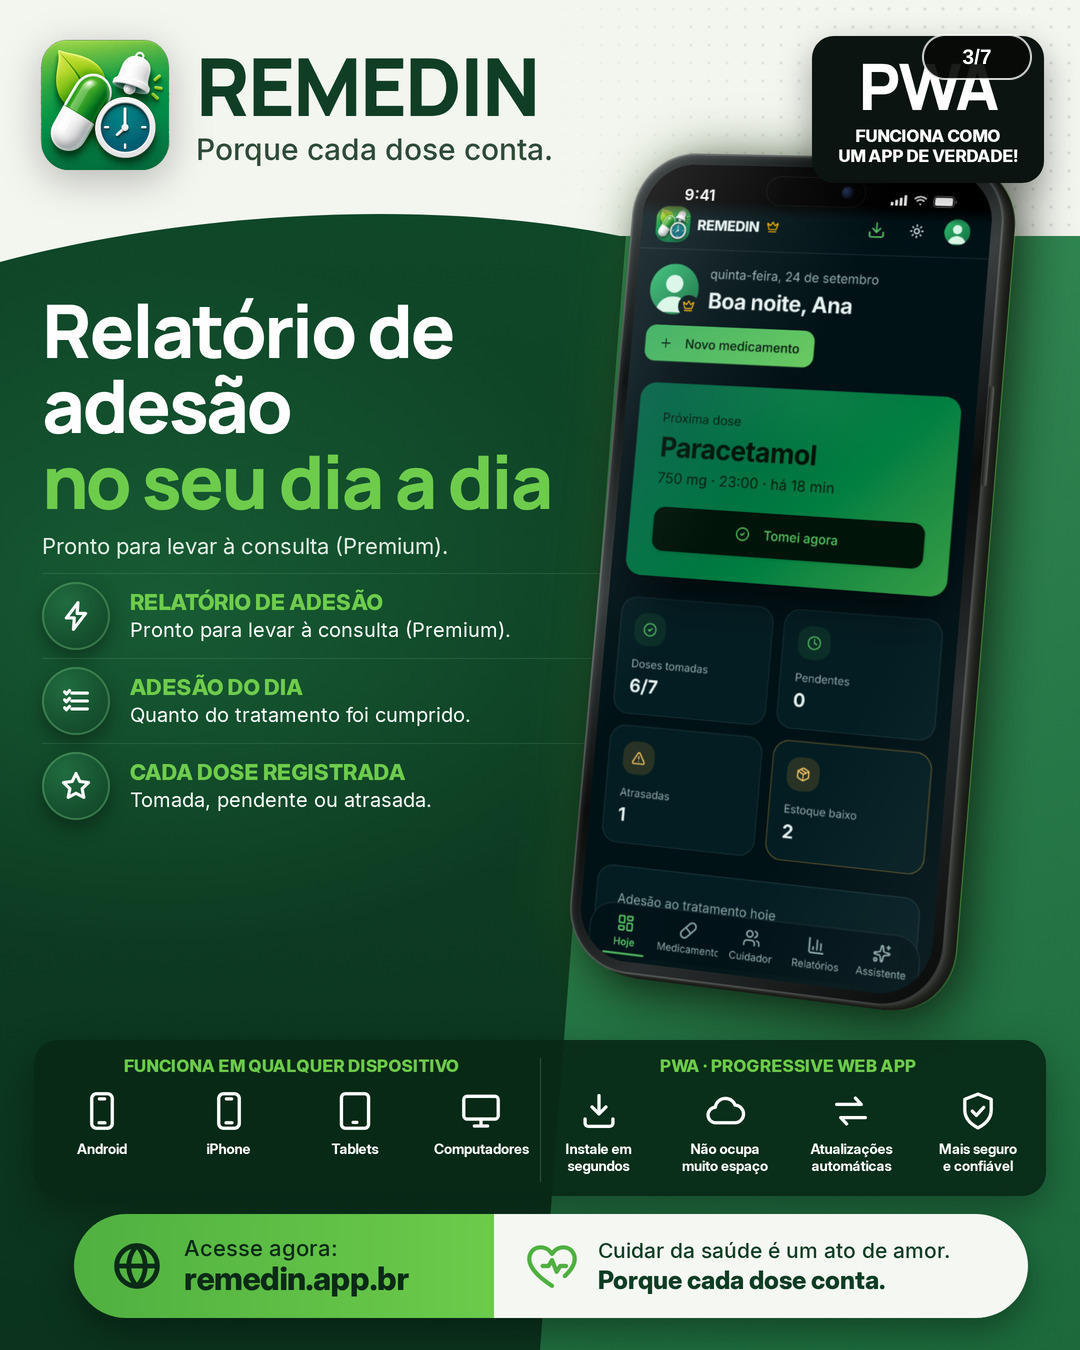 REMEDIN
Porque cada dose conta.
3/7
PWA
FUNCIONA COMO
UM APP DE VERDADE!
9:41
REMEDIN
quinta-feira, 24 de setembro
Boa noite, Ana
+ Novo medicamento
Próxima dose
Paracetamol
750 mg · 23:00 · há 18 min
Tomei agora
Doses tomadas
6/7
Pendentes
0
Atrasadas
1
Estoque baixo
2
Adesão ao tratamento hoje
Hoje
Medicamento
Cuidador
Relatórios
Assistente
Relatório de
adesão
no seu dia a dia
Pronto para levar à consulta (Premium).
RELATÓRIO DE ADESÃO
Pronto para levar à consulta (Premium).
ADESÃO DO DIA
Quanto do tratamento foi cumprido.
CADA DOSE REGISTRADA
Tomada, pendente ou atrasada.
FUNCIONA EM QUALQUER DISPOSITIVO
Android
iPhone
Tablets
Computadores
PWA · PROGRESSIVE WEB APP
Instale em
segundos
Não ocupa
muito espaço
Atualizações
automáticas
Mais seguro
e confiável
Acesse agora:
remedin.app.br
Cuidar da saúde é um ato de amor.
Porque cada dose conta.